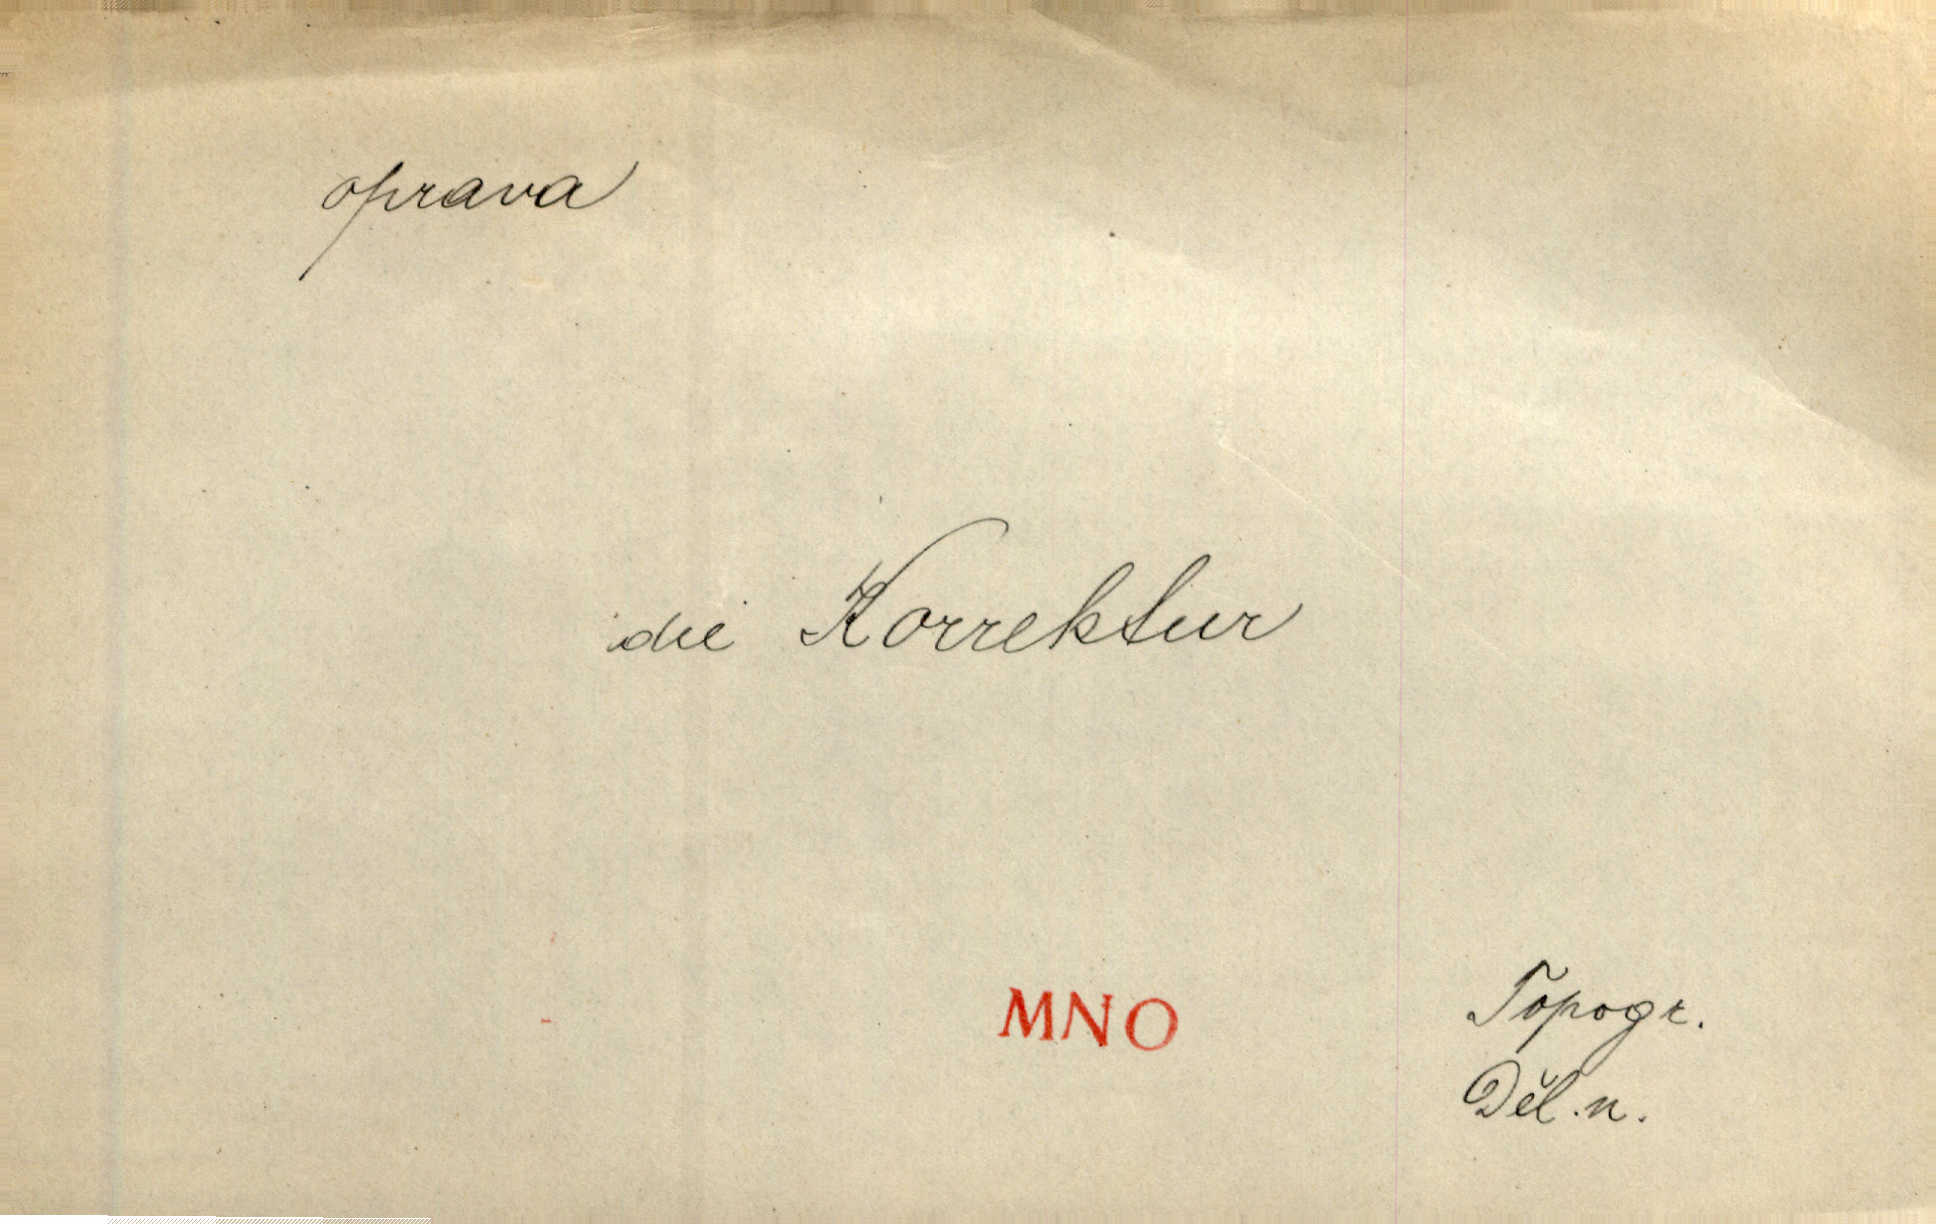 oprava
die Korrektur
MNO
Topogr.
Děl.n.